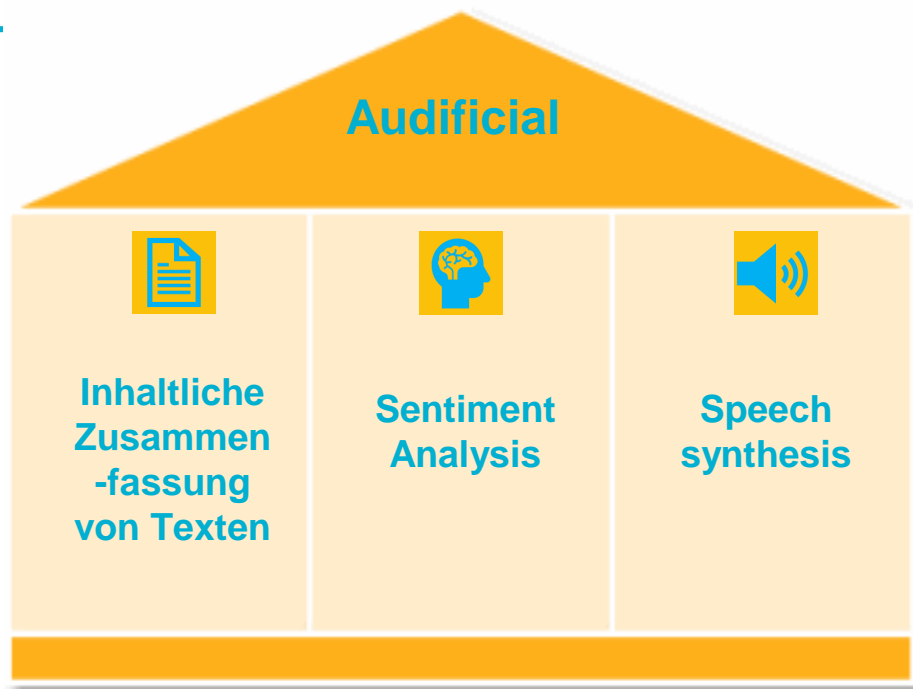 Audificial
Inhaltliche
Zusammen
-fassung
von Texten
Sentiment
Analysis
Speech
synthesis